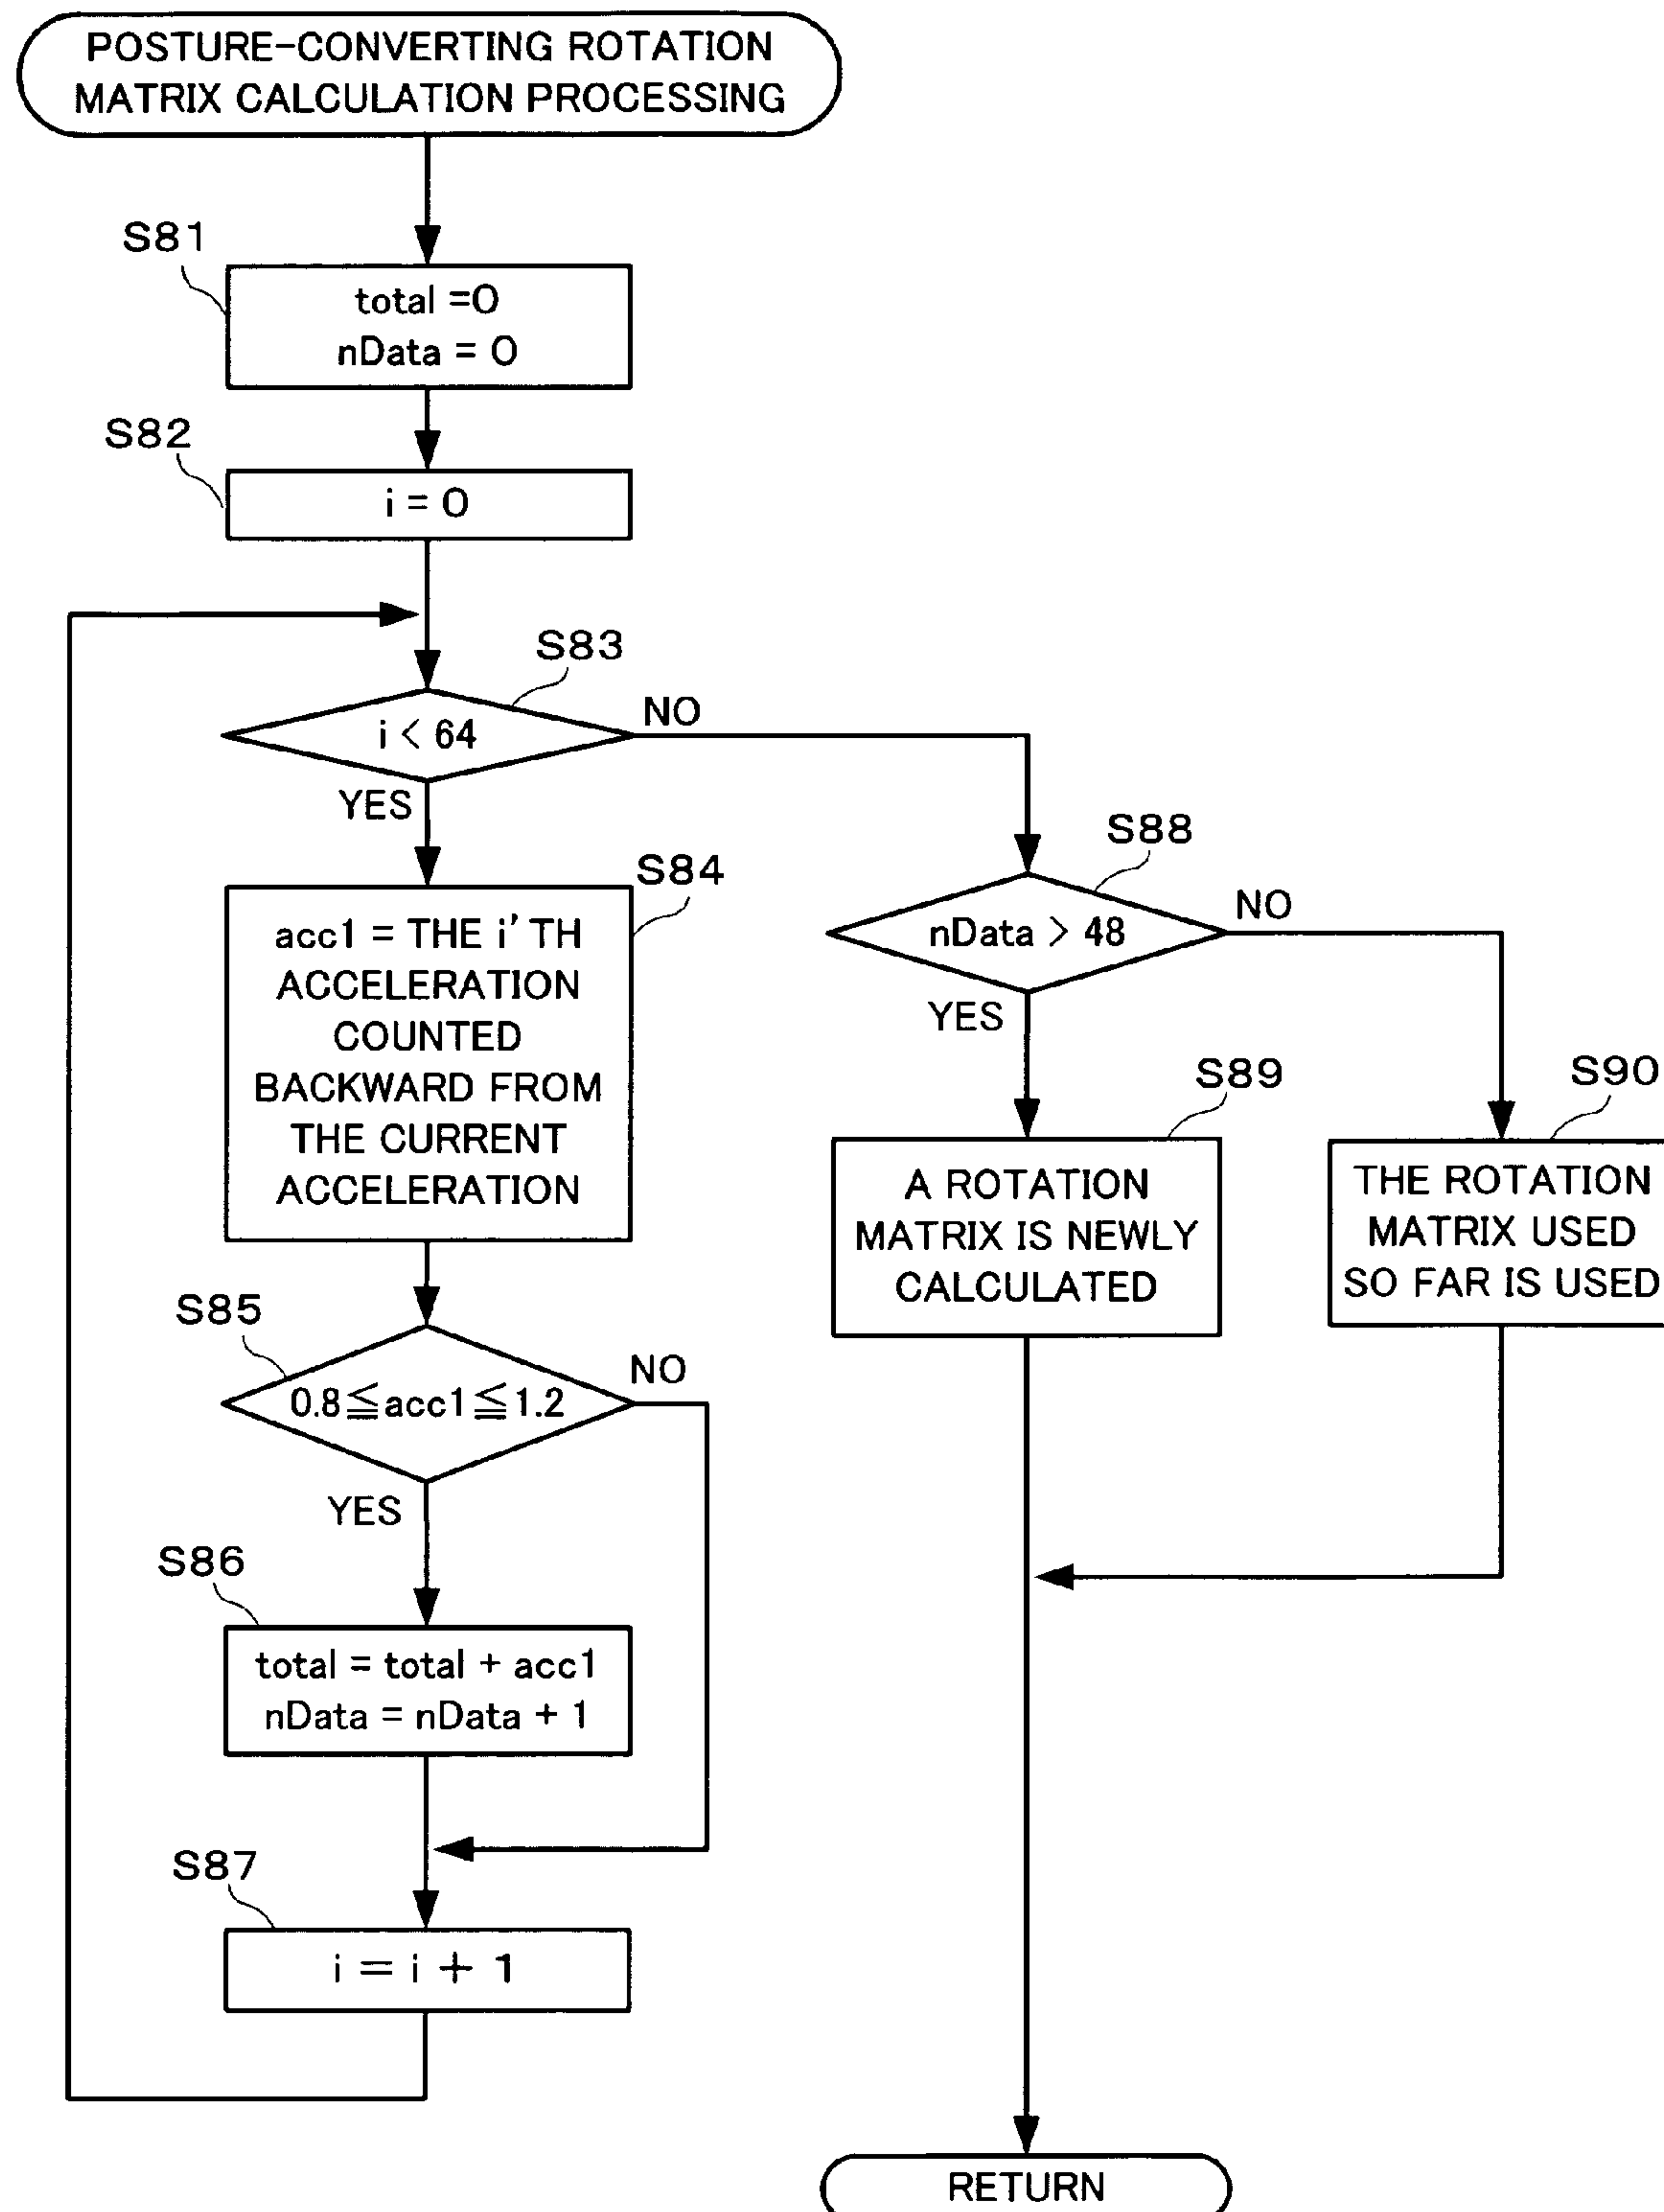 POSTURE-CONVERTING ROTATION
MATRIX CALCULATION PROCESSING
S81
total =0
nData = 0
S82
i = 0
S83
i < 64
NO
YES
S84
acc1 = THE i' TH
ACCELERATION
COUNTED
BACKWARD FROM
THE CURRENT
ACCELERATION
S85
0.8≦acc1≦1.2
NO
YES
S86
total = total + acc1
nData = nData + 1
S87
i = i + 1
S88
nData > 48
NO
YES
S89
A ROTATION
MATRIX IS NEWLY
CALCULATED
S90
THE ROTATION
MATRIX USED
SO FAR IS USED
RETURN